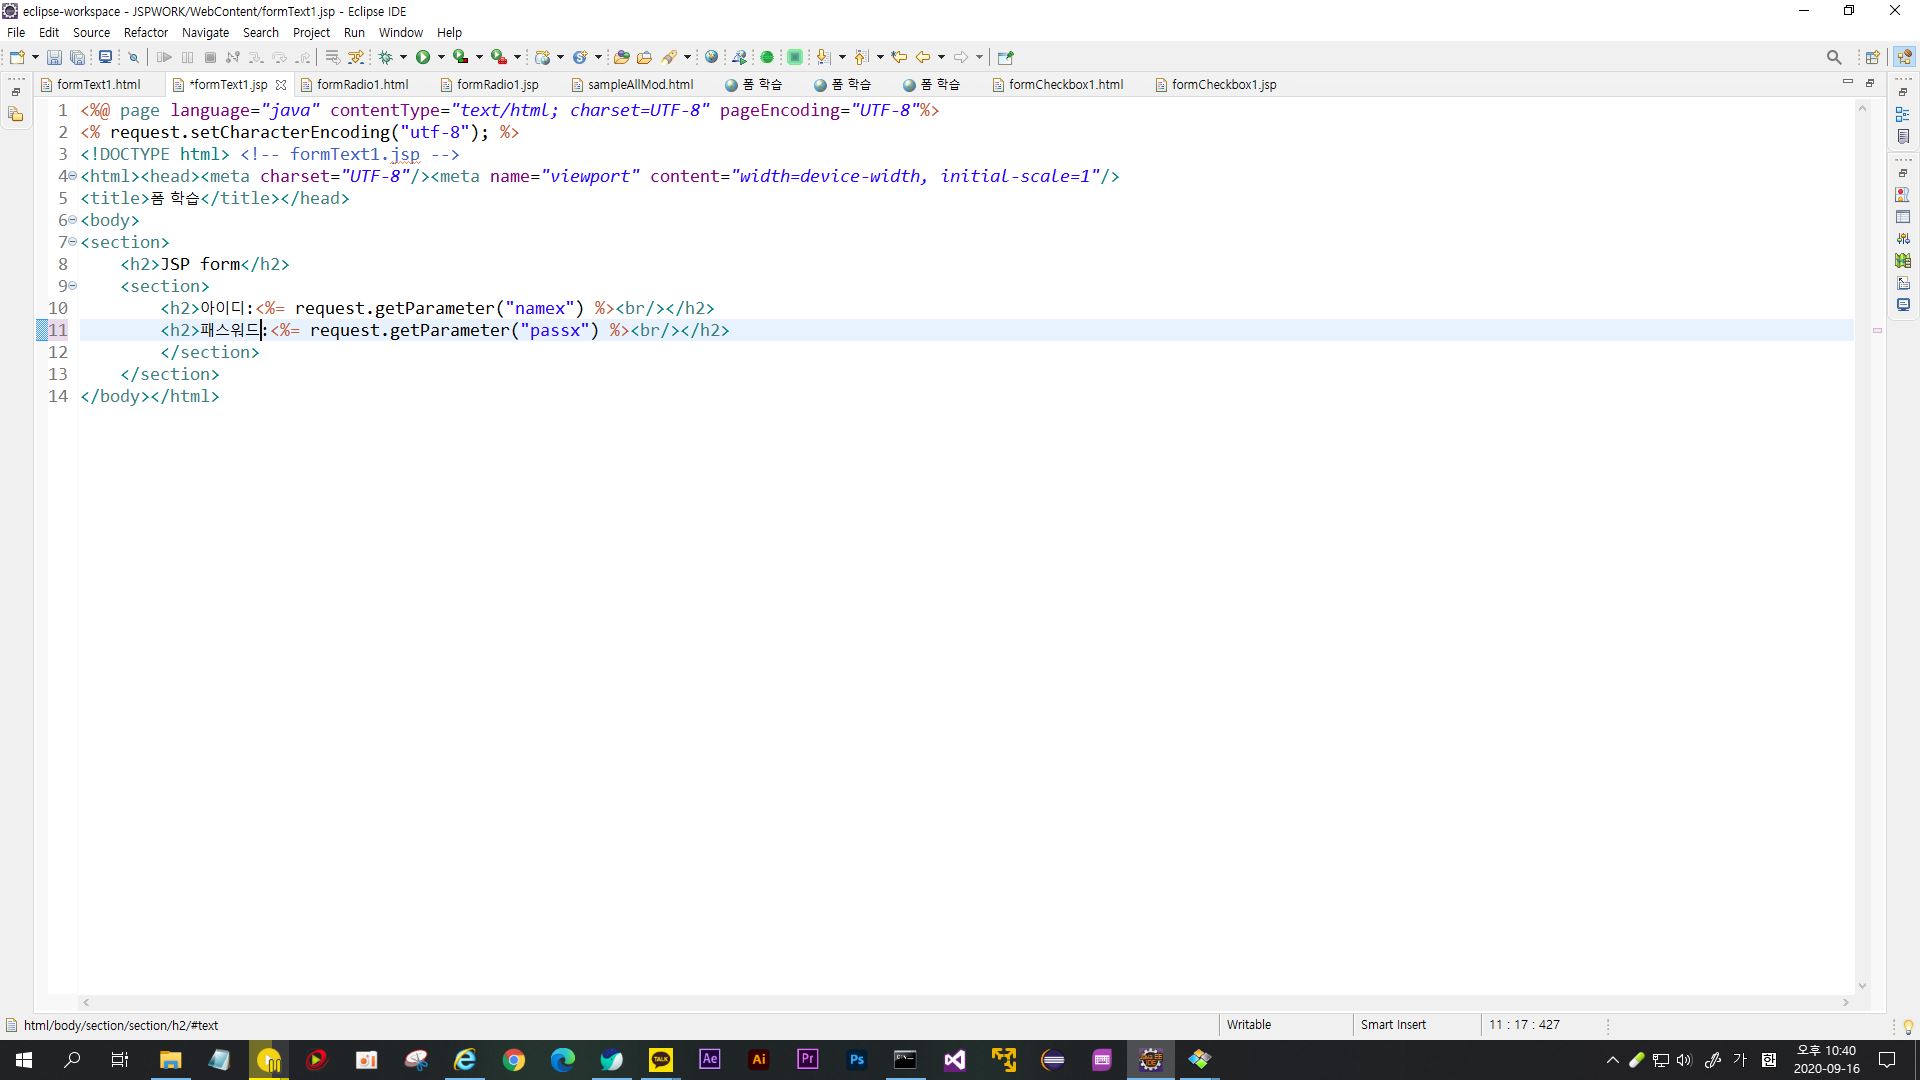 eclipse-workspace - JSPWORK/WebContent/formText1.jsp - Eclipse IDE
File Edit Source Refactor Navigate Search Project Run Window Help
formText1.html *formText1.jsp formRadio1.html formRadio1.jsp sampleAllMod.html 폼 학습 폼 학습 폼 학습 formCheckbox1.html formCheckbox1.jsp
1 <%@ page language="java" contentType="text/html; charset=UTF-8" pageEncoding="UTF-8"%>
2 <% request.setCharacterEncoding("utf-8"); %>
3 <!DOCTYPE html> <!-- formText1.jsp -->
4 <html><head><meta charset="UTF-8"/><meta name="viewport" content="width=device-width, initial-scale=1"/>
5 <title>폼 학습</title></head>
6 <body>
7 <section>
8 <h2>JSP form</h2>
9 <section>
10 <h2>아이디:<%= request.getParameter("namex") %><br/></h2>
11 <h2>패스워드:<%= request.getParameter("passx") %><br/></h2>
12 </section>
13 </section>
14 </body></html>
html/body/section/section/h2/#text Writable Smart Insert 11 : 17 : 427
TALK Ae Ai Pr Ps 가 오후 10:40
2020-09-16